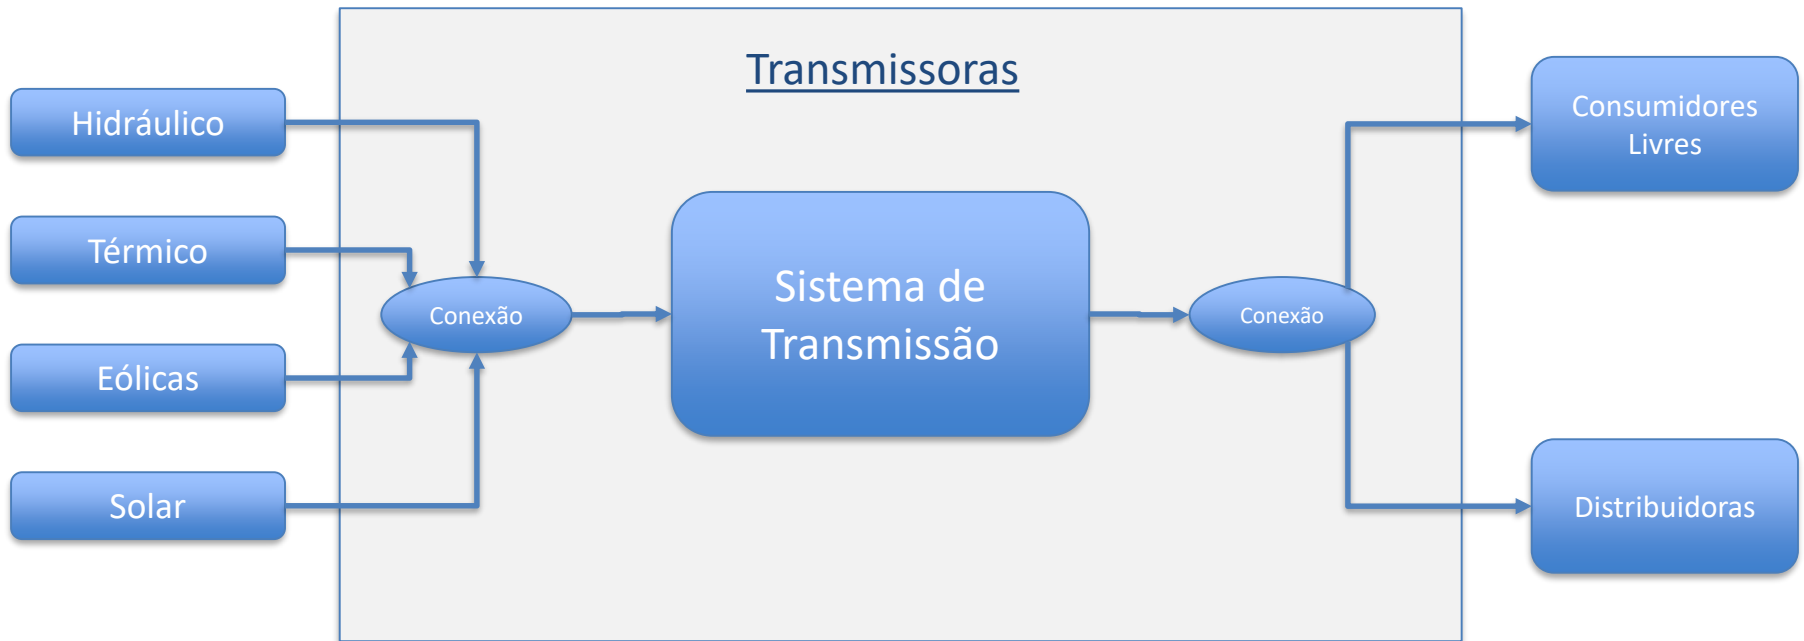 Transmissoras
Hidráulico
Térmico
Eólicas
Solar
Conexão
Sistema de
Transmissão
Conexão
Consumidores
Livres
Distribuidoras